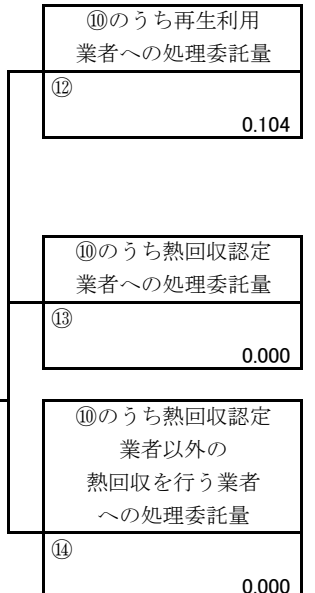 ⑩のうち再生利用
業者への処理委託量
⑫
0.104
⑩のうち熱回収認定
業者への処理委託量
⑬
0.000
⑩のうち熱回収認定
業者以外の
熱回収を行う業者
への処理委託量
⑭
0.000